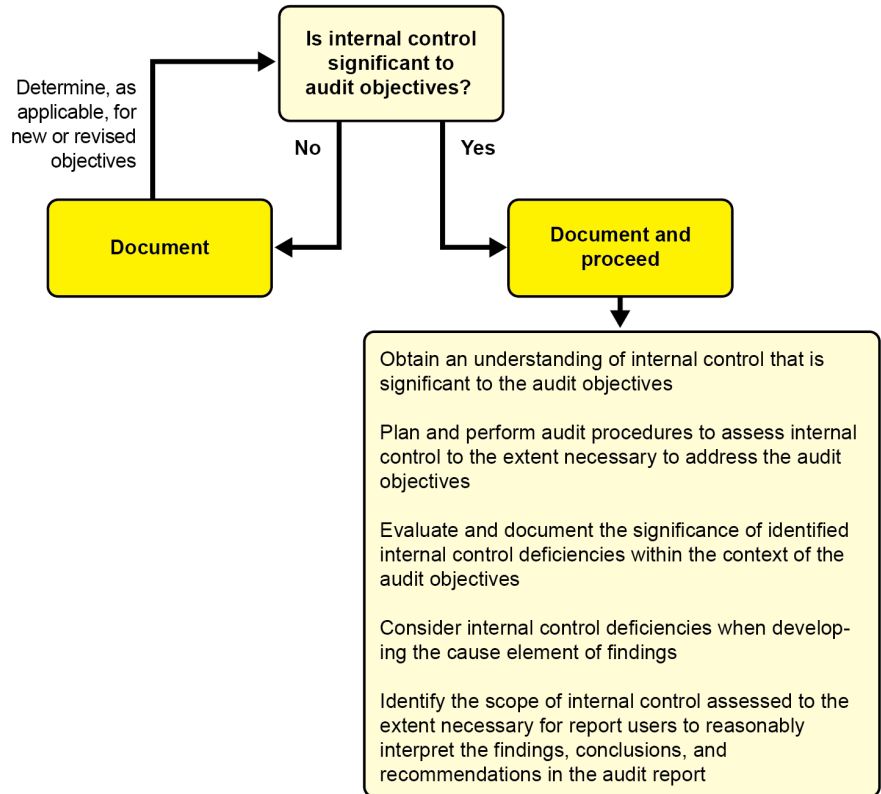 Is internal control
significant to
audit objectives?
Determine, as
applicable, for
new or revised
objectives
No
Yes
Document
Document and
proceed
Obtain an understanding of internal control that is
significant to the audit objectives
Plan and perform audit procedures to assess internal
control to the extent necessary to address the audit
objectives
Evaluate and document the significance of identified
internal control deficiencies within the context of the
audit objectives
Consider internal control deficiencies when develop-
ing the cause element of findings
Identify the scope of internal control assessed to the
extent necessary for report users to reasonably
interpret the findings, conclusions, and
recommendations in the audit report